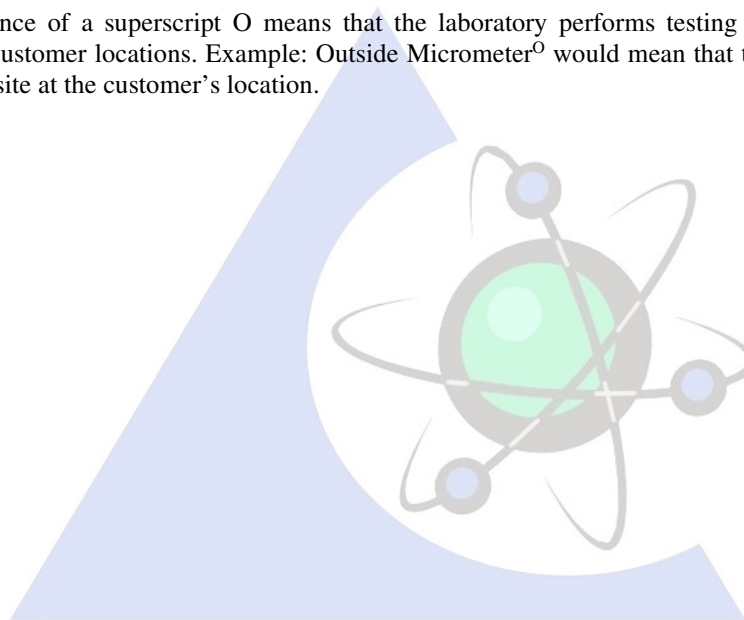 nce of a superscript O means that the laboratory performs testing
ustomer locations. Example: Outside Micrometerᴼ would mean that t
site at the customer’s location.